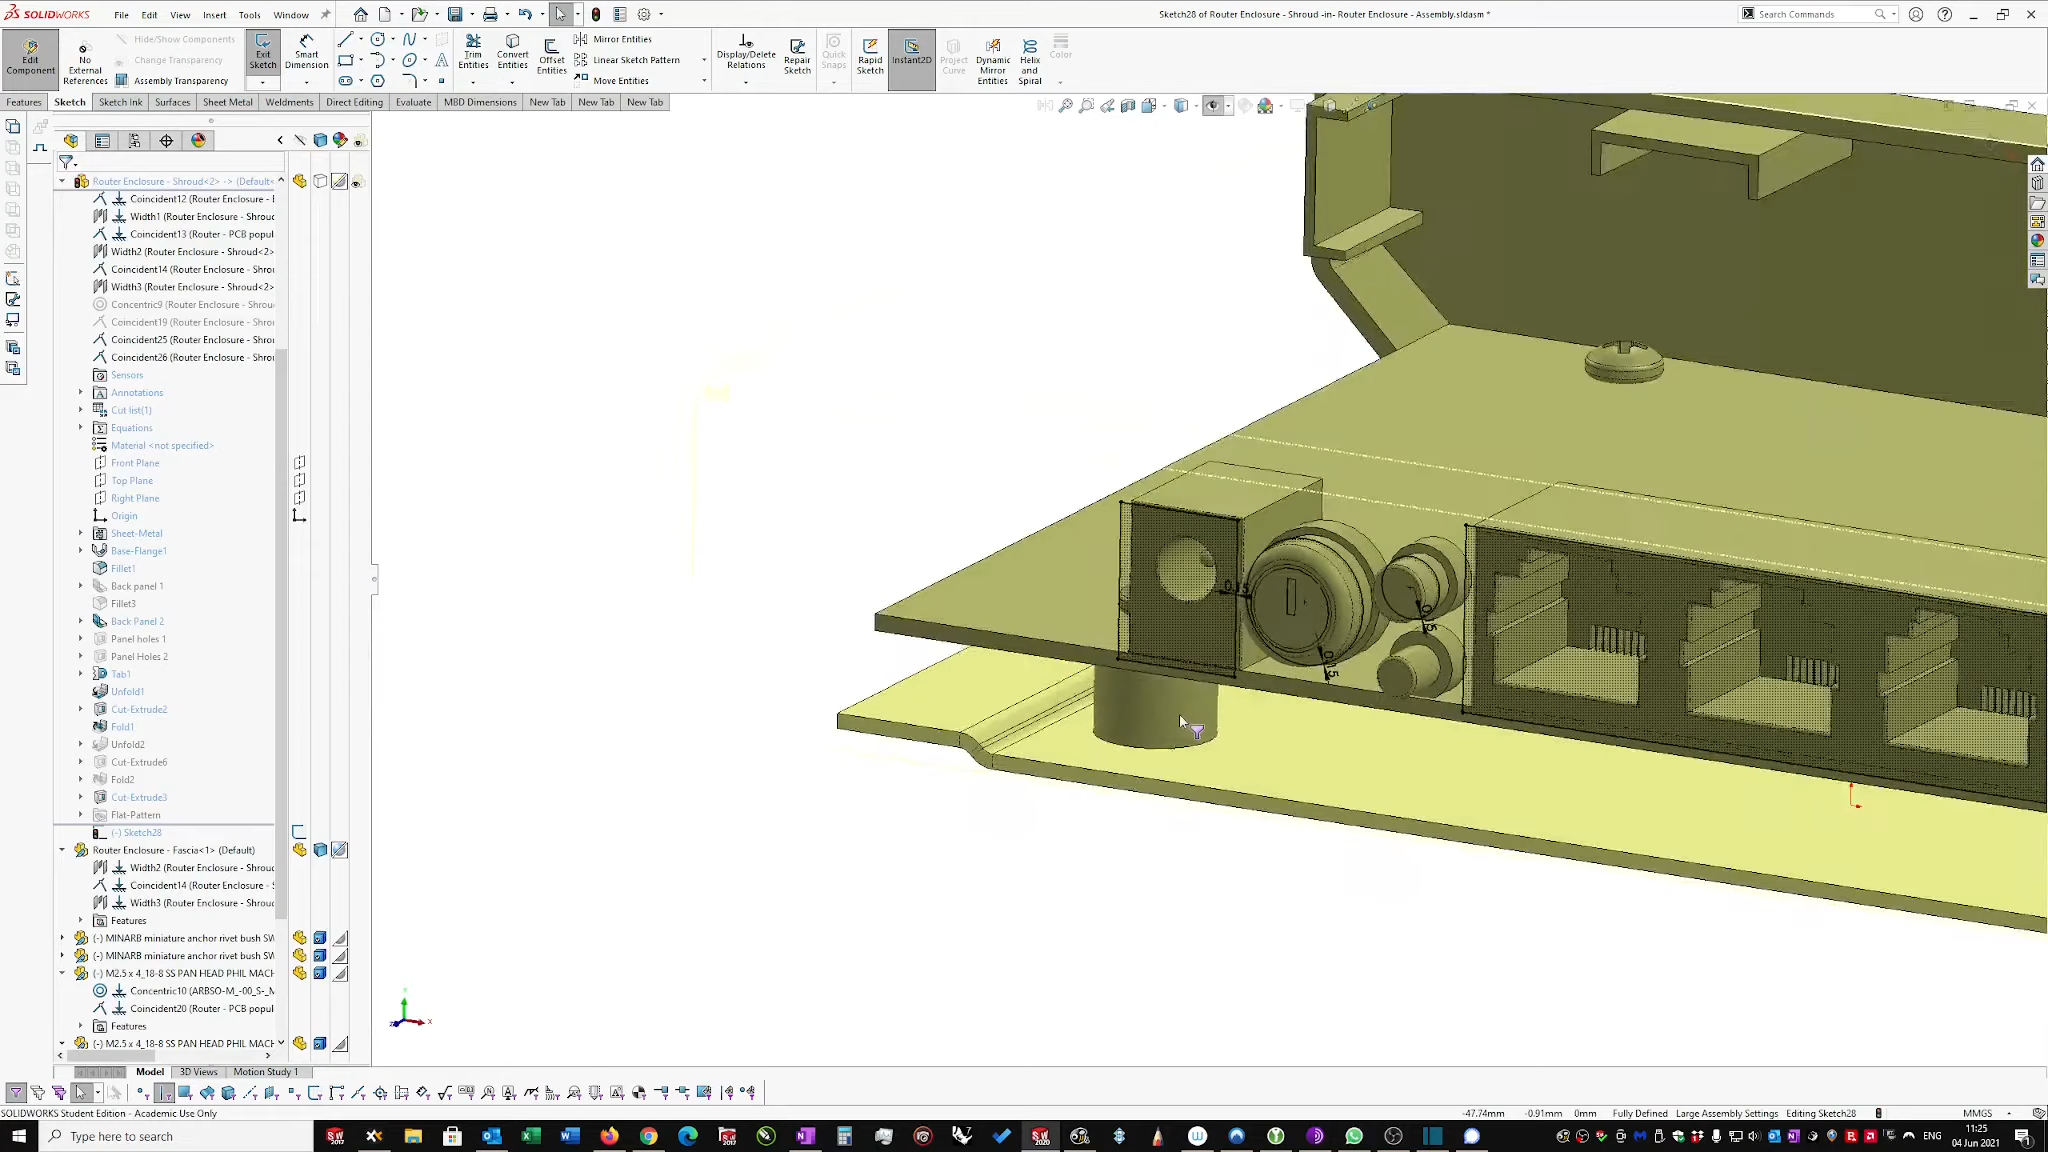 SOLIDWORKS
File Edit View Insert Tools Window
Sketch28 of Router Enclosure - Shroud -in- Router Enclosure - Assembly.sldasm *
Search Commands
Edit Component
No External References
Hide/Show Components
Change Transparency
Assembly Transparency
Exit Sketch
Smart Dimension
Trim Entities
Convert Entities
Offset Entities
Mirror Entities
Linear Sketch Pattern
Move Entities
Display/Delete Relations
Repair Sketch
Quick Snaps
Rapid Sketch
Instant2D
Project Curve
Dynamic Mirror Entities
Helix and Spiral
Color
Features Sketch Sketch Ink Surfaces Sheet Metal Weldments Direct Editing Evaluate MBD Dimensions New Tab New Tab New Tab
Router Enclosure - Shroud<2> -> (Default<
Coincident12 (Router Enclosure - E
Width1 (Router Enclosure - Shroud
Coincident13 (Router - PCB popul
Width2 (Router Enclosure - Shroud<2>
Coincident14 (Router Enclosure - Shrou
Width3 (Router Enclosure - Shroud<2>
Concentric9 (Router Enclosure - Shrou
Coincident19 (Router Enclosure - Shrou
Coincident25 (Router Enclosure - Shrou
Coincident26 (Router Enclosure - Shrou
Sensors
Annotations
Cut list(1)
Equations
Material <not specified>
Front Plane
Top Plane
Right Plane
Origin
Sheet-Metal
Base-Flange1
Fillet1
Back panel 1
Fillet3
Back Panel 2
Panel holes 1
Panel Holes 2
Tab1
Unfold1
Cut-Extrude2
Fold1
Unfold2
Cut-Extrude6
Fold2
Cut-Extrude3
Flat-Pattern
(-) Sketch28
Router Enclosure - Fascia<1> (Default)
Width2 (Router Enclosure - Shroud
Coincident14 (Router Enclosure - S
Width3 (Router Enclosure - Shroud
Features
(-) MINARB miniature anchor rivet bush SW
(-) MINARB miniature anchor rivet bush SW
(-) M2.5 x 4_18-8 SS PAN HEAD PHIL MACH
Concentric10 (ARBSO-M_-00_S-_M
Coincident20 (Router - PCB popul
Features
(-) M2.5 x 4_18-8 SS PAN HEAD PHIL MACH
0.15
0.15
0.15
Model 3D Views Motion Study 1
SOLIDWORKS Student Edition - Academic Use Only
-47.74mm -0.91mm 0mm Fully Defined Large Assembly Settings Editing Sketch28 MMGS
Type here to search
ENG
11:25
04 Jun 2021